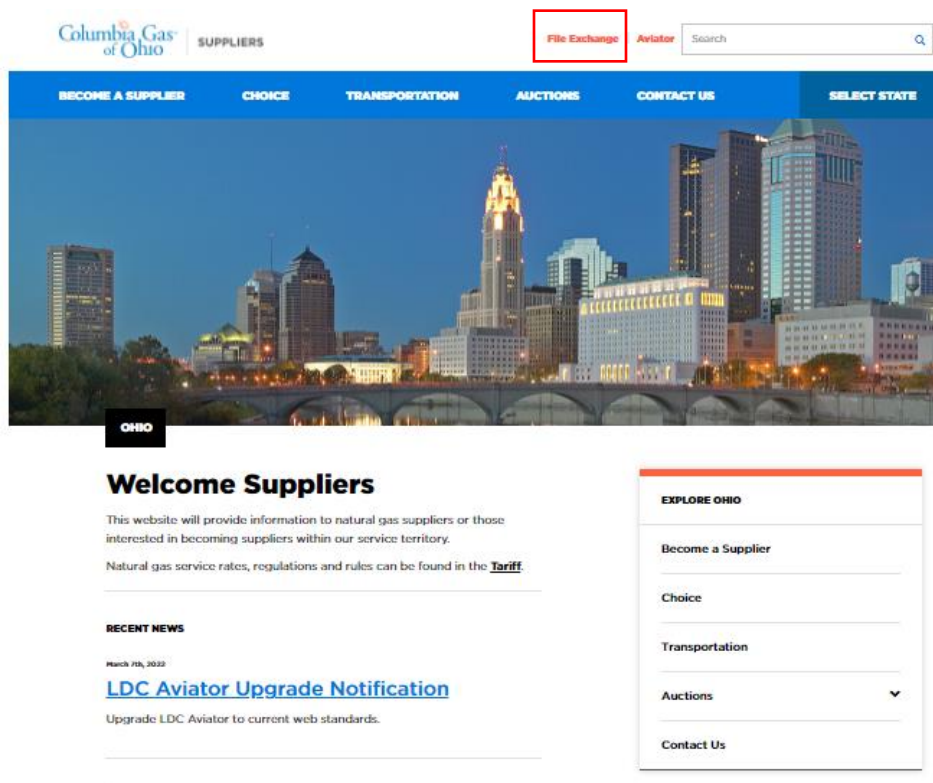 Columbia Gas
of Ohio
SUPPLIERS
File Exchange
Aviator
Search
BECOME A SUPPLIER
CHOICE
TRANSPORTATION
AUCTIONS
CONTACT US
SELECT STATE
OHIO
Welcome Suppliers
This website will provide information to natural gas suppliers or those
interested in becoming suppliers within our service territory.
Natural gas service rates, regulations and rules can be found in the Tariff.
RECENT NEWS
March 7th, 2022
LDC Aviator Upgrade Notification
Upgrade LDC Aviator to current web standards.
EXPLORE OHIO
Become a Supplier
Choice
Transportation
Auctions
Contact Us